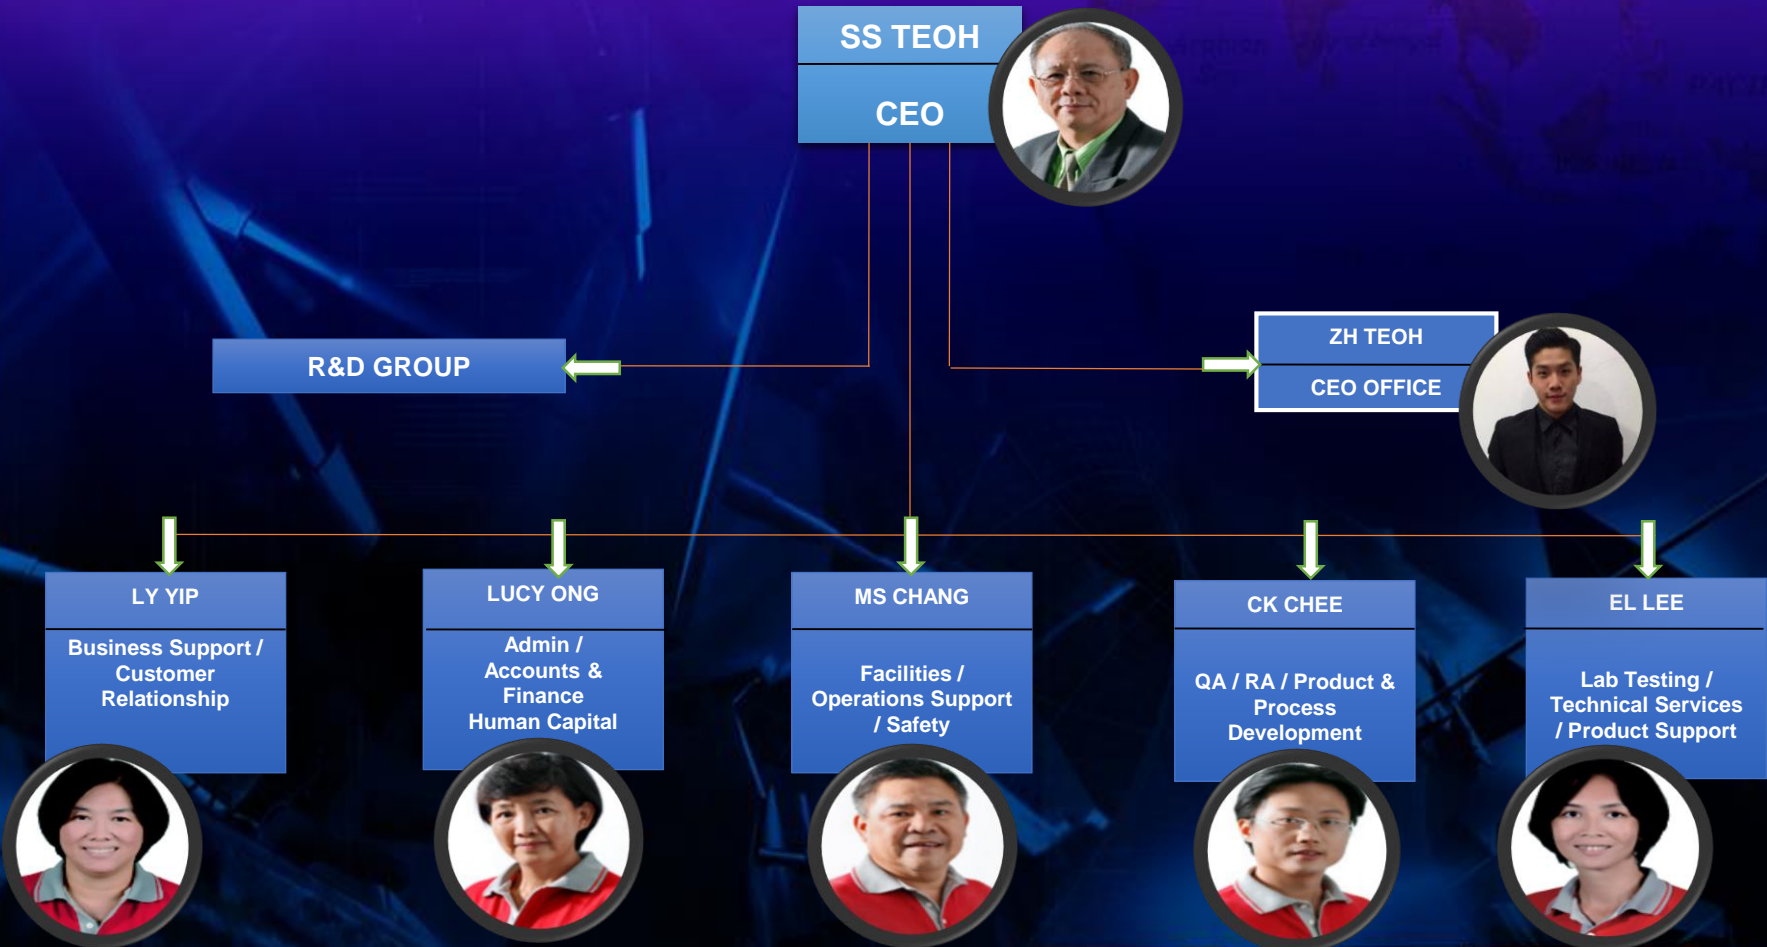 SS TEOH
CEO
R&D GROUP
ZH TEOH
CEO OFFICE
LY YIP
Business Support /
Customer
Relationship
LUCY ONG
Admin /
Accounts &
Finance
Human Capital
MS CHANG
Facilities /
Operations Support
/ Safety
CK CHEE
QA / RA / Product &
Process
Development
EL LEE
Lab Testing /
Technical Services
/ Product Support